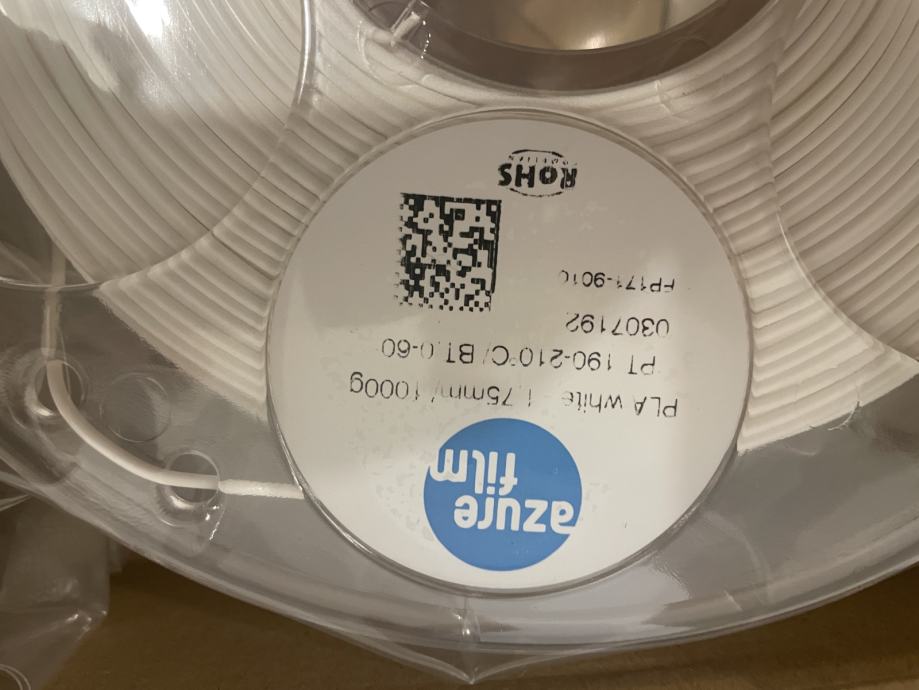 azure
film
PLA white 1,75mm/1000g
PT 190-210°C/BT.0-60
0307192
FP171-9010
RoHS